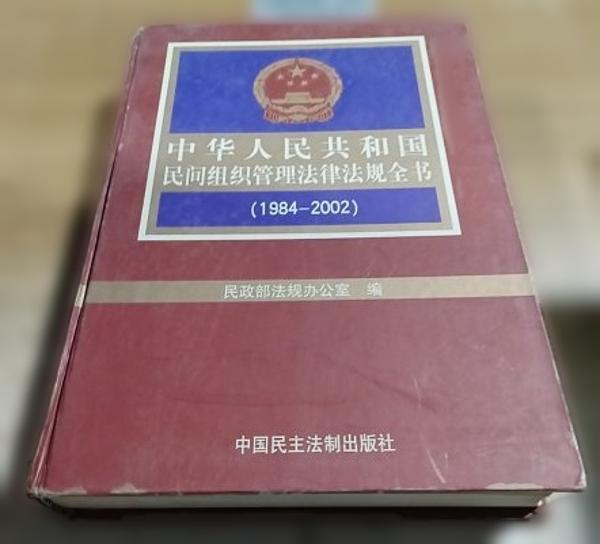 中华人民共和国
民间组织管理法律法规全书
(1984-2002)
民政部法规办公室 编
中国民主法制出版社